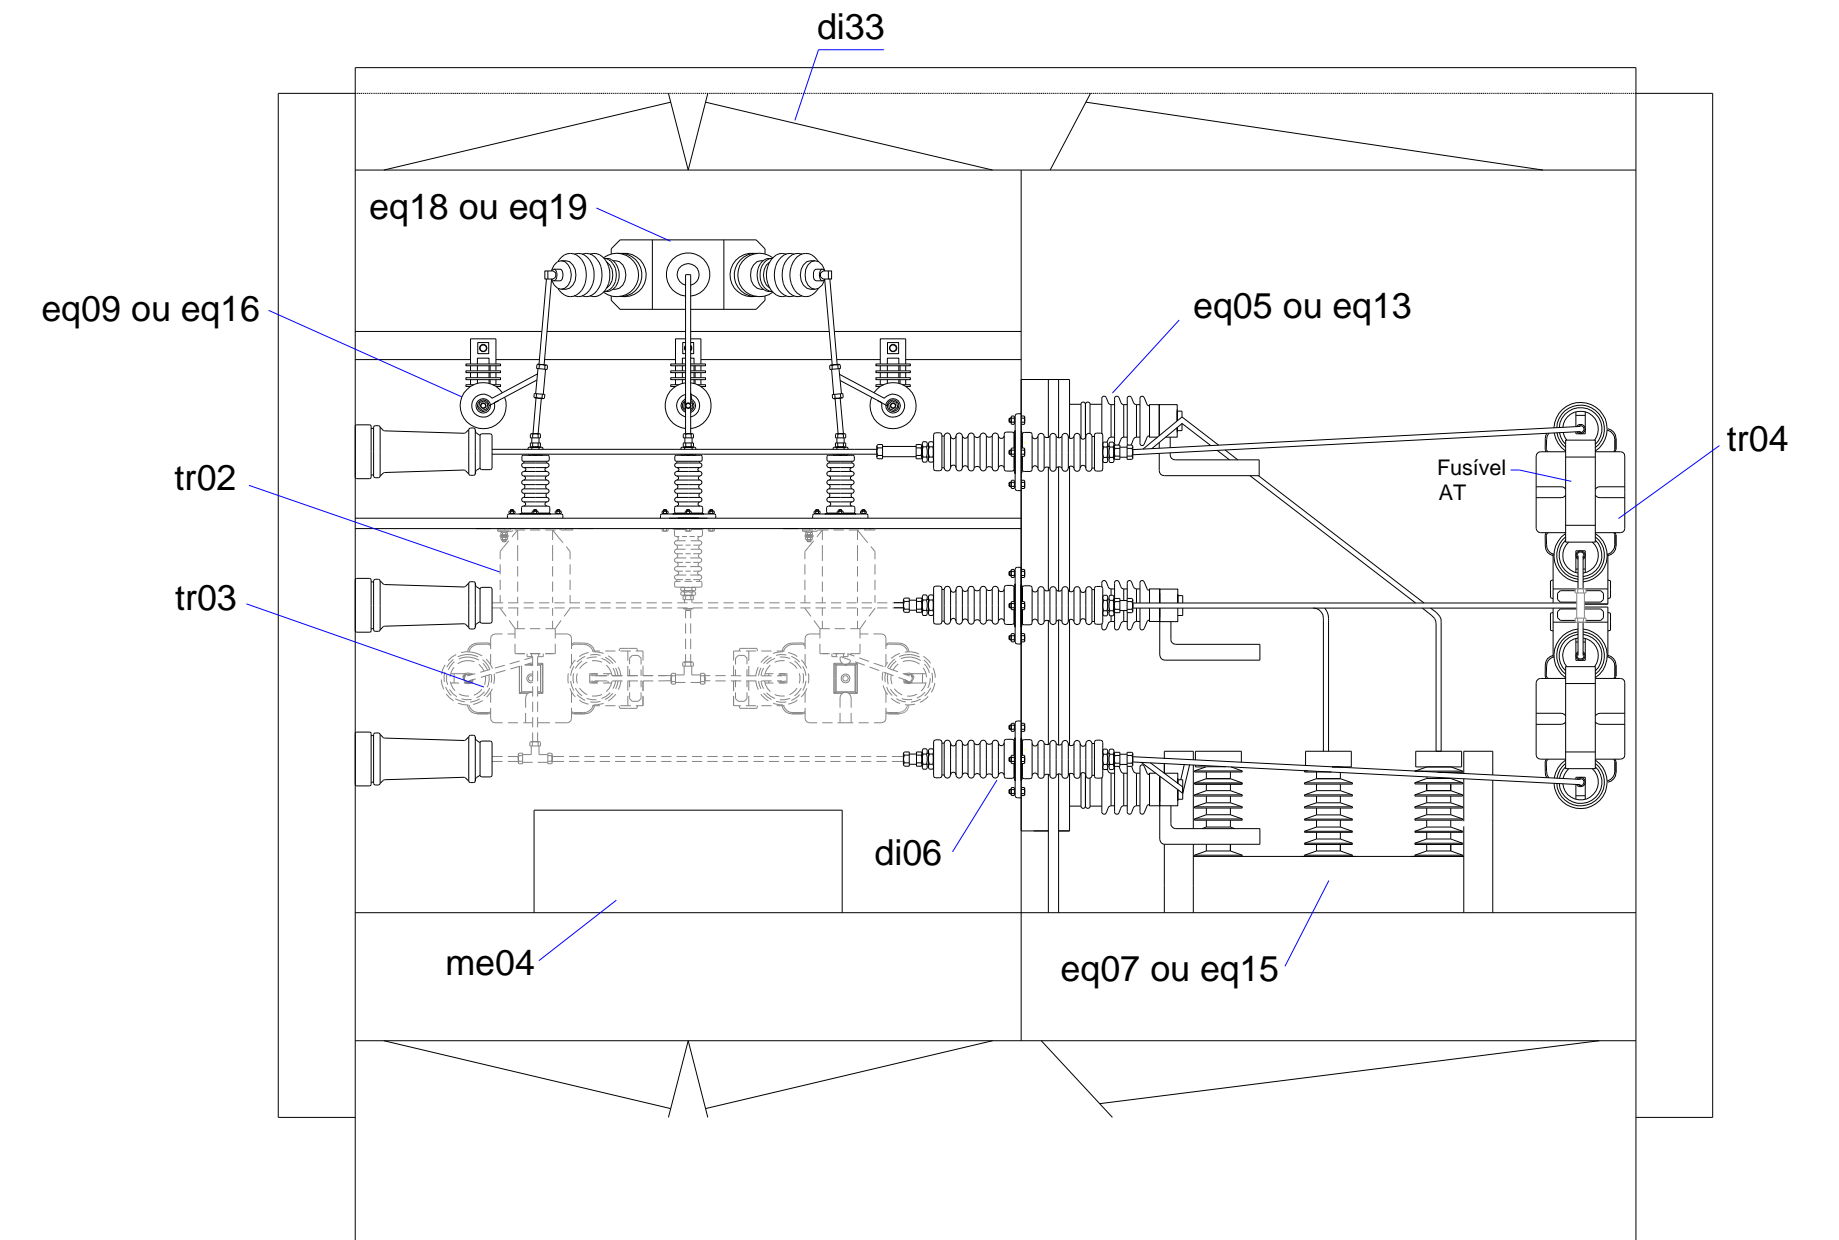 di33
eq18 ou eq19
eq09 ou eq16
eq05 ou eq13
tr04
Fusível
AT
tr02
tr03
di06
me04
eq07 ou eq15